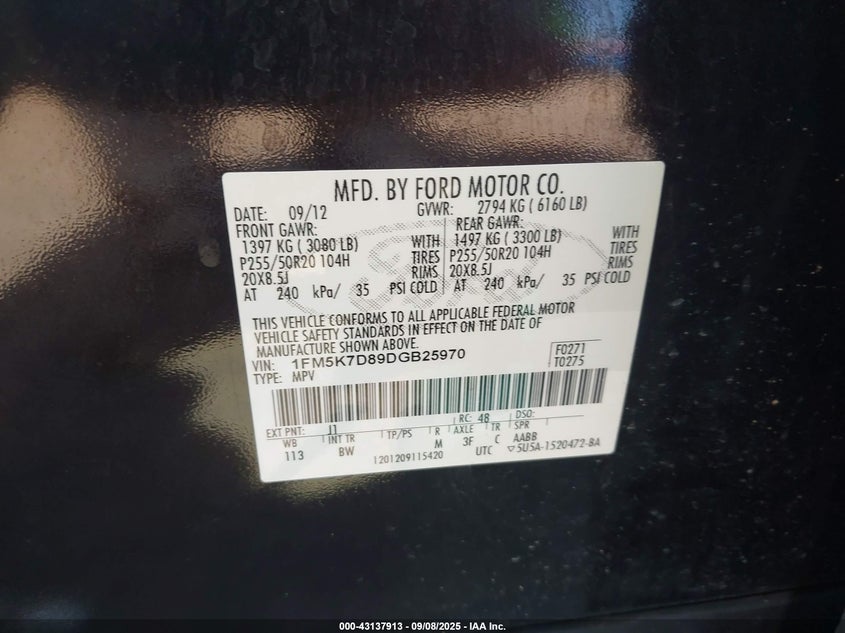 MFD. BY FORD MOTOR CO.
DATE: 09/12 GVWR: 2794 KG ( 6160 LB)
FRONT GAWR: REAR GAWR:
1397 KG ( 3080 LB) WITH 1497 KG ( 3300 LB) WITH
P255/50R20 104H TIRES P255/50R20 104H TIRES
20X8.5J RIMS 20X8.5J RIMS
AT 240 kPa/ 35 PSI COLD AT 240 kPa/ 35 PSI COLD
THIS VEHICLE CONFORMS TO ALL APPLICABLE FEDERAL MOTOR
VEHICLE SAFETY STANDARDS IN EFFECT ON THE DATE OF
MANUFACTURE SHOWN ABOVE.
VIN: 1FM5K7D89DGB25970 F0271
TYPE: MPV T0275
EXT PNT: J1 RC: 48 DSO:
WB INT TR TP/PS R AXLE TR SPR
113 BW M 3F C AABB
1201209115420 UTC ▽5U5A-1520472-BA
000-43137913 - 09/08/2025 - IAA Inc.